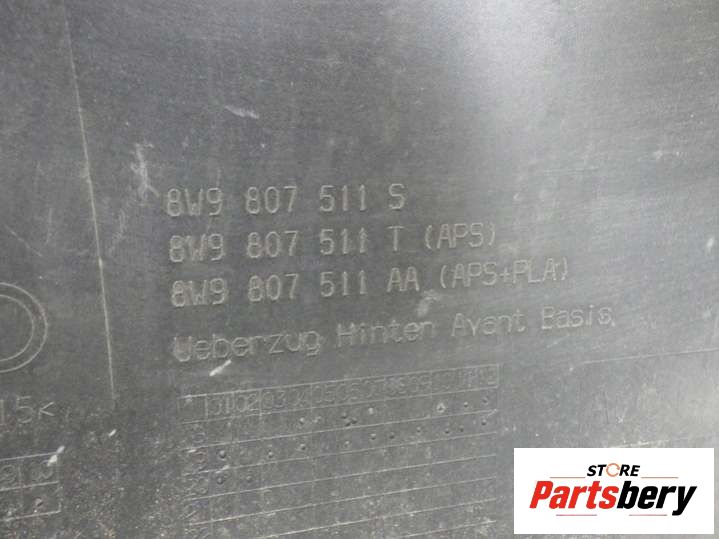 8W9 807 511 S
8W9 807 511 T (APS)
8W9 807 511 AA (APS+PLA)
Ueberzug Hinten Avant Basis
15<
STORE
Partsbery